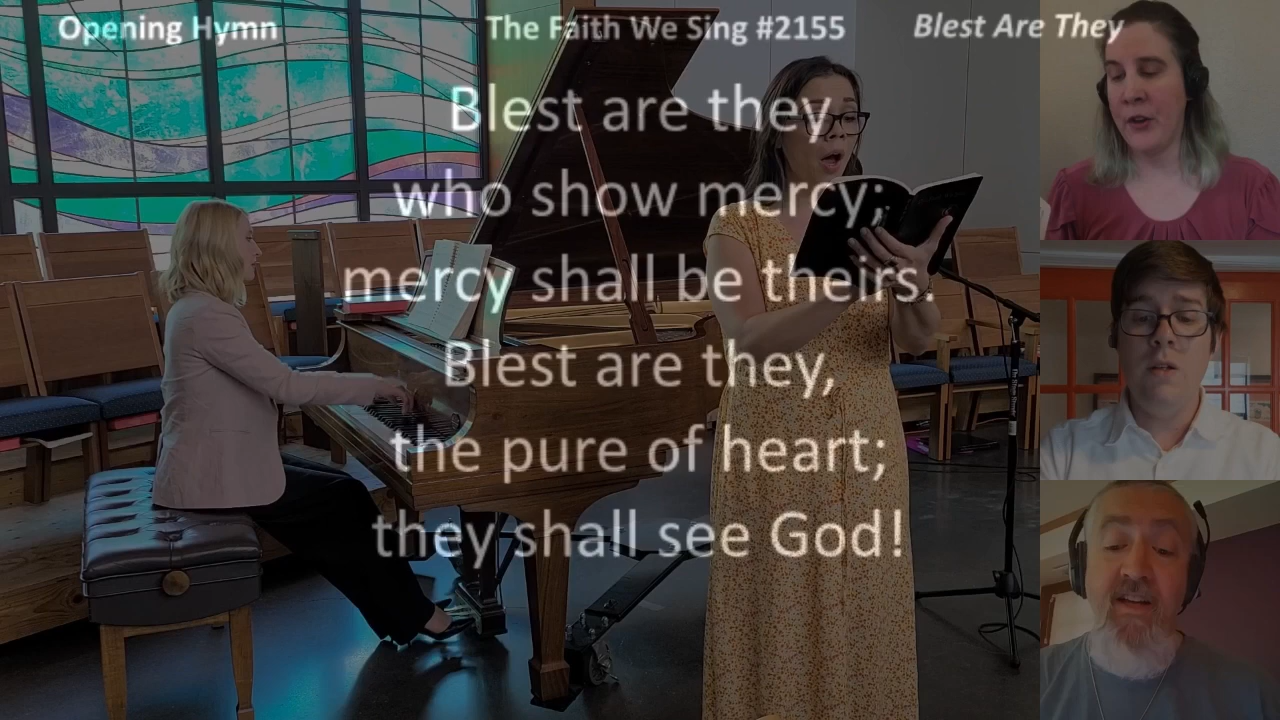 Opening Hymn
The Faith We Sing #2155
Blest Are They
Blest are they
who show mercy;
mercy shall be theirs.
Blest are they,
the pure of heart;
they shall see God!